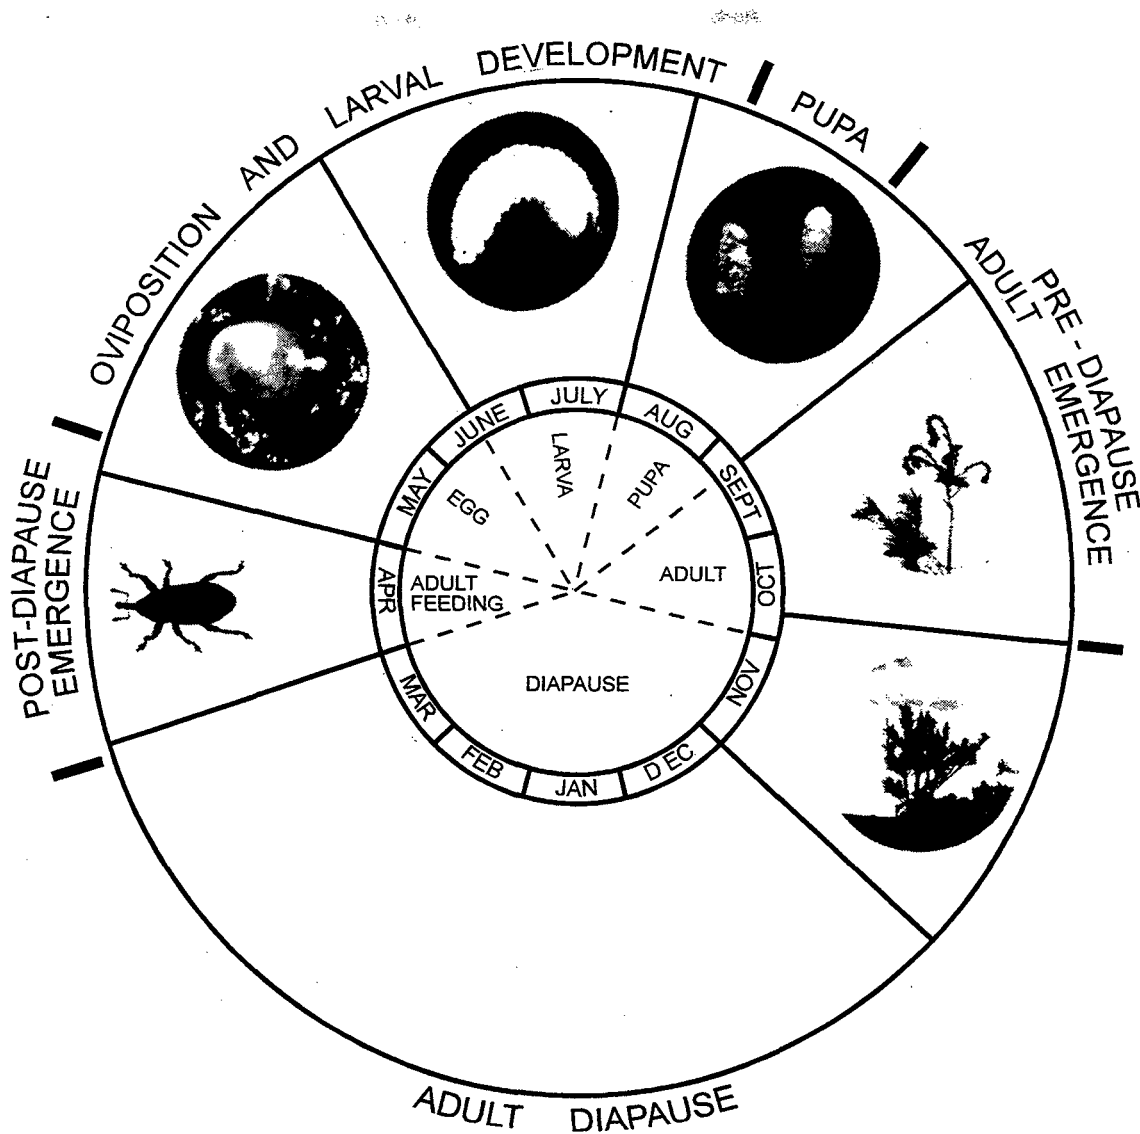 OVIPOSITION AND LARVAL DEVELOPMENT
PUPA
PRE - DIAPAUSE
ADULT EMERGENCE
POST-DIAPAUSE
EMERGENCE
ADULT DIAPAUSE
JAN
FEB
MAR
APR
MAY
JUNE
JULY
AUG
SEPT
OCT
NOV
DEC
EGG
LARVA
PUPA
ADULT
ADULT
FEEDING
DIAPAUSE